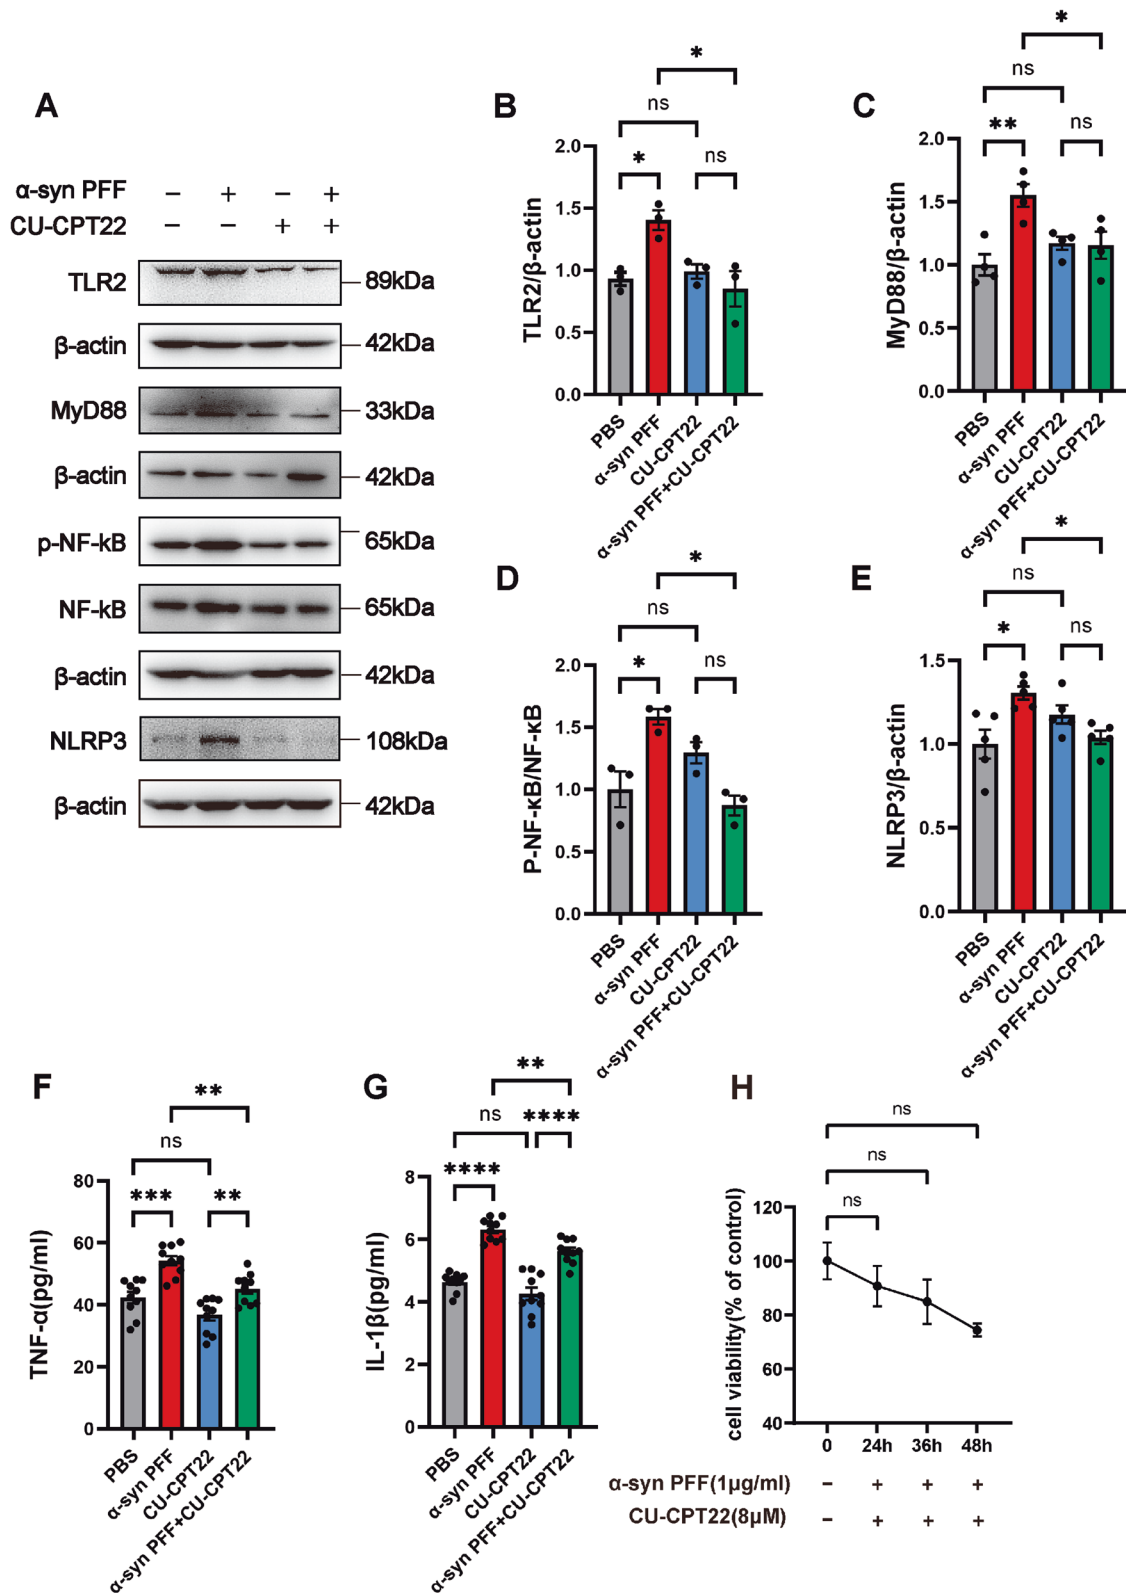 A
α-syn PFF − + − +
CU-CPT22 − − + +
TLR2 89kDa
β-actin 42kDa
MyD88 33kDa
β-actin 42kDa
p-NF-kB 65kDa
NF-kB 65kDa
β-actin 42kDa
NLRP3 108kDa
β-actin 42kDa
B
*
ns
* ns
2.0
1.5
1.0
0.5
0.0
TLR2/β-actin
PBS
α-syn PFF
CU-CPT22
α-syn PFF+CU-CPT22
C
*
ns
** ns
2.0
1.5
1.0
0.5
0.0
MyD88/β-actin
PBS
α-syn PFF
CU-CPT22
α-syn PFF+CU-CPT22
D
*
ns
* ns
2.0
1.5
1.0
0.5
0.0
P-NF-κB/NF-κB
PBS
α-syn PFF
CU-CPT22
α-syn PFF+CU-CPT22
E
*
ns
* ns
1.5
1.0
0.5
0.0
NLRP3/β-actin
PBS
α-syn PFF
CU-CPT22
α-syn PFF+CU-CPT22
F
**
ns
*** **
80
60
40
20
0
TNF-α(pg/ml)
PBS
α-syn PFF
CU-CPT22
α-syn PFF+CU-CPT22
G
**
ns ****
****
8
6
4
2
0
IL-1β(pg/ml)
PBS
α-syn PFF
CU-CPT22
α-syn PFF+CU-CPT22
H
ns
ns
ns
120
100
80
60
40
cell viability(% of control)
0 24h 36h 48h
α-syn PFF(1μg/ml) − + + +
CU-CPT22(8μM) − + + +